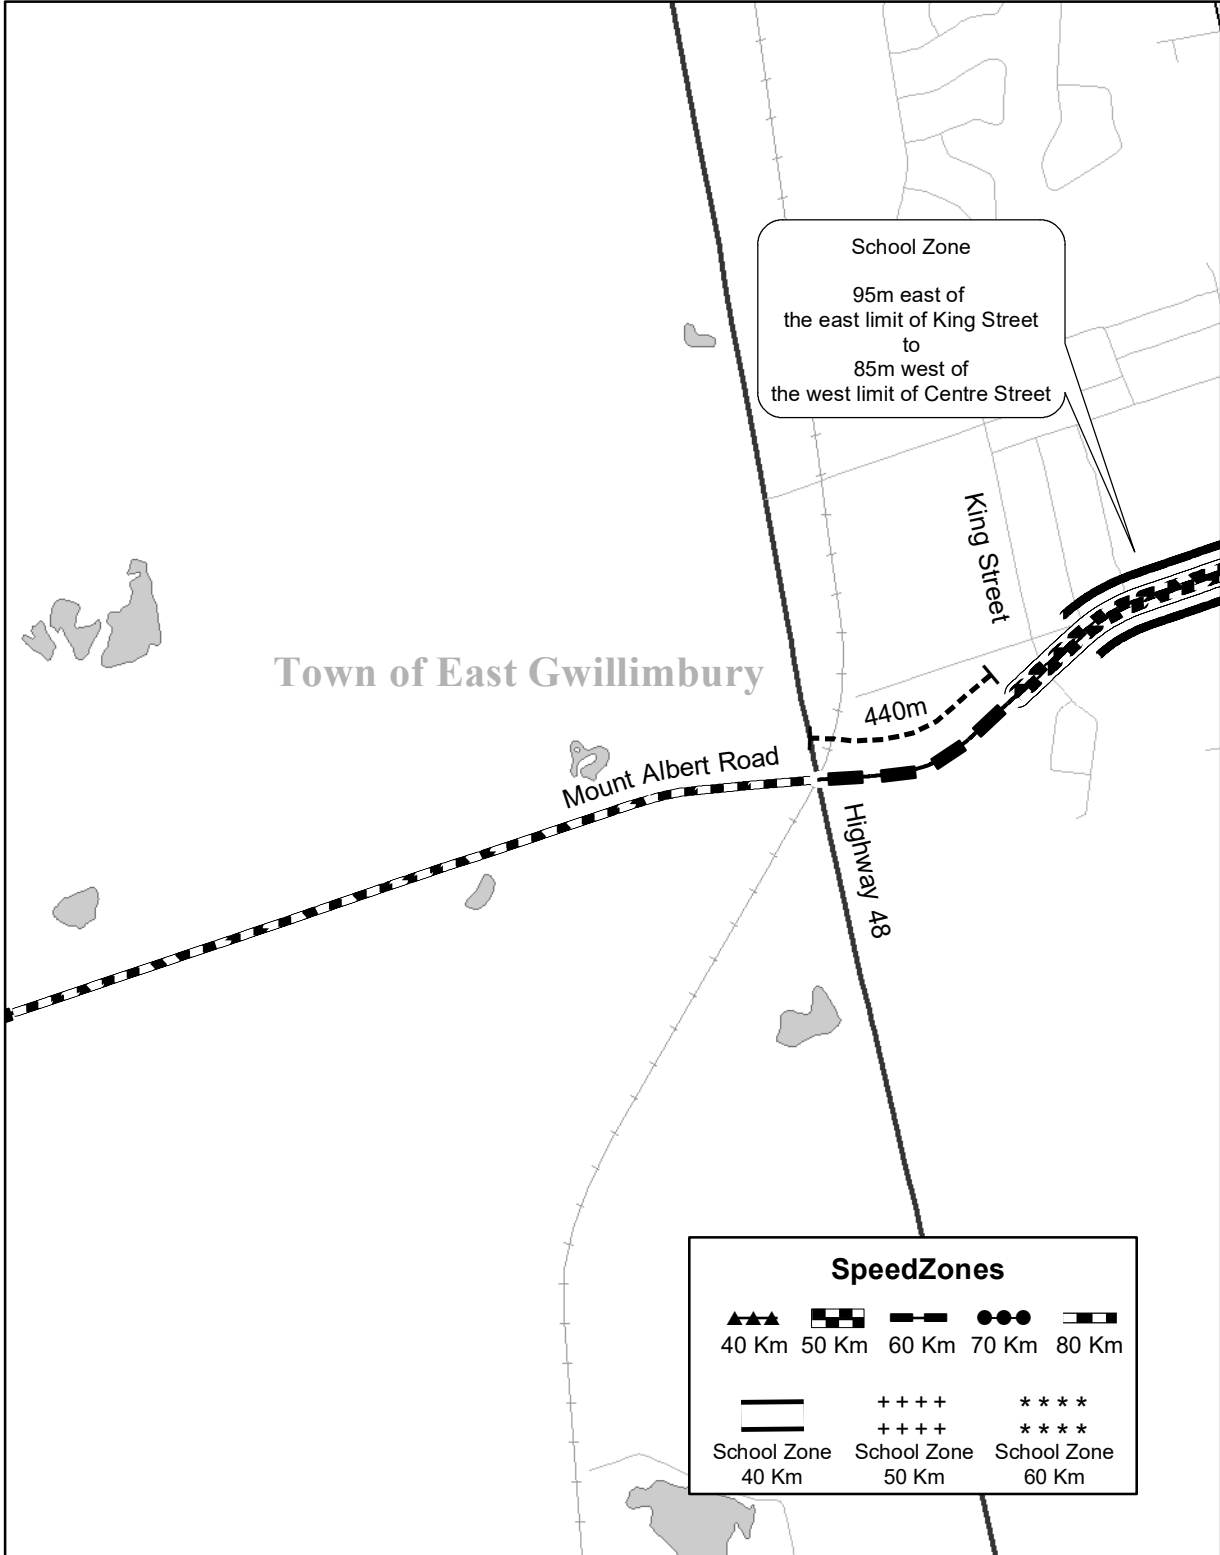 School Zone
95m east of
the east limit of King Street
to
85m west of
the west limit of Centre Street
King Street
Town of East Gwillimbury
440m
Mount Albert Road
Highway 48
SpeedZones
40 Km 50 Km 60 Km 70 Km 80 Km
+ + + + * * * *
+ + + + * * * *
School Zone School Zone School Zone
40 Km 50 Km 60 Km